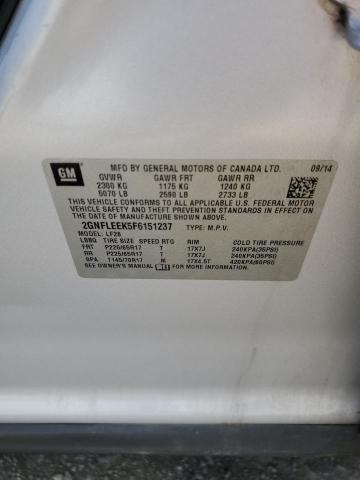 GM
MFD BY GENERAL MOTORS OF CANADA LTD. 09/14
GVWR GAWR FRT GAWR RR
2300 KG 1175 KG 1240 KG
5070 LB 2590 LB 2733 LB
THIS VEHICLE CONFORMS TO ALL APPLICABLE U.S. FEDERAL MOTOR
VEHICLE SAFETY AND THEFT PREVENTION STANDARDS IN EFFECT ON
THE DATE OF MANUFACTURE SHOWN ABOVE.
2GNFLEEK5F6151237 TYPE: M.P.V.
MODEL: LF26
TIRE SIZE SPEED RTG RIM COLD TIRE PRESSURE
FRT P225/65R17 T 17X7J 240KPA(35PSI)
RR P225/65R17 T 17X7J 240KPA(35PSI)
SPA T145/70R17 M 17X4.5T 420KPA(60PSI)
SEE OWNER'S MANUAL FOR MORE INFORMATION